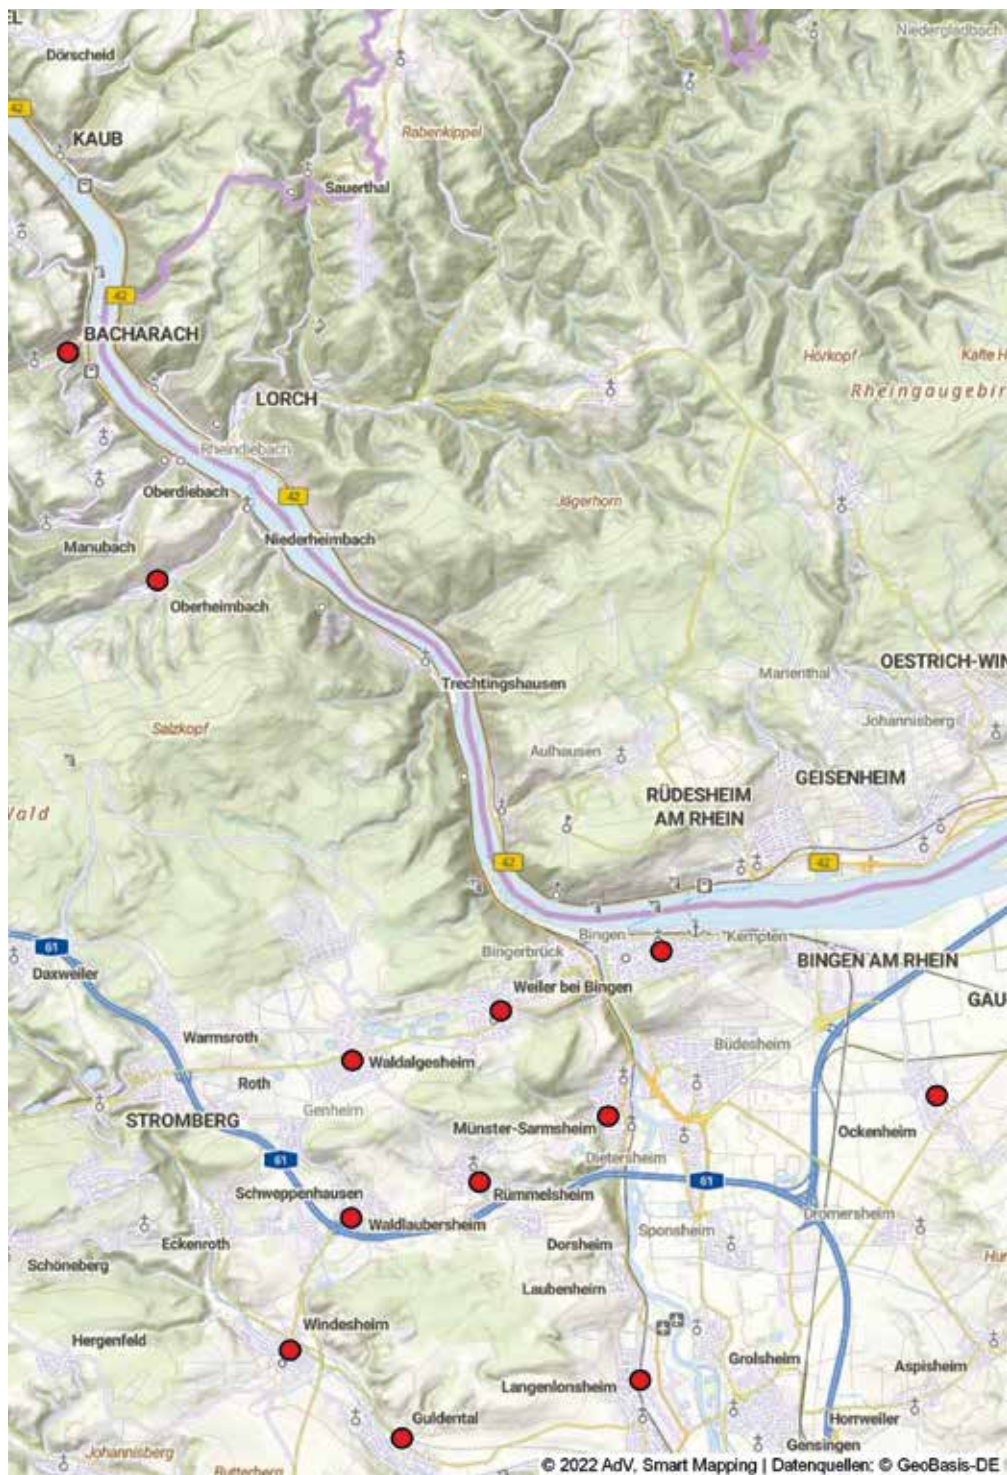 EL
Dörscheid
Niedergladbach
42
KAUB
Rabenkippel
Sauerthal
42
BACHARACH
Hörkopf
Kalte H
Rheingaugebir
LORCH
Rheindiebach
Oberdiebach
42
Jägerhorn
Niederheimbach
Manubach
Oberheimbach
OESTRICH-WIN
Marienthal
Trechtingshausen
Johannisberg
Salzkopf
Aulhausen
GEISENHEIM
RÜDESHEIM
AM RHEIN
Wald
42
42
Bingen
Kempten
61
Bingerbrück
BINGEN AM RHEIN
Daxweiler
Weiler bei Bingen
GAU
Warmsroth
Büdesheim
Waldalgesheim
Roth
Genheim
STROMBERG
Münster-Sarmsheim
Ockenheim
Dietersheim
61
61
Schweppenhausen
Rümmelsheim
Dromersheim
Waldlaubersheim
Sponsheim
Eckenroth
Dorsheim
Schöneberg
Hun
Laubenheim
Windesheim
Hergenfeld
Grolsheim
Aspisheim
Langenlonsheim
Guldental
Horrweiler
Johannisberg
Gensingen
Butterberg
© 2022 AdV, Smart Mapping | Datenquellen: © GeoBasis-DE